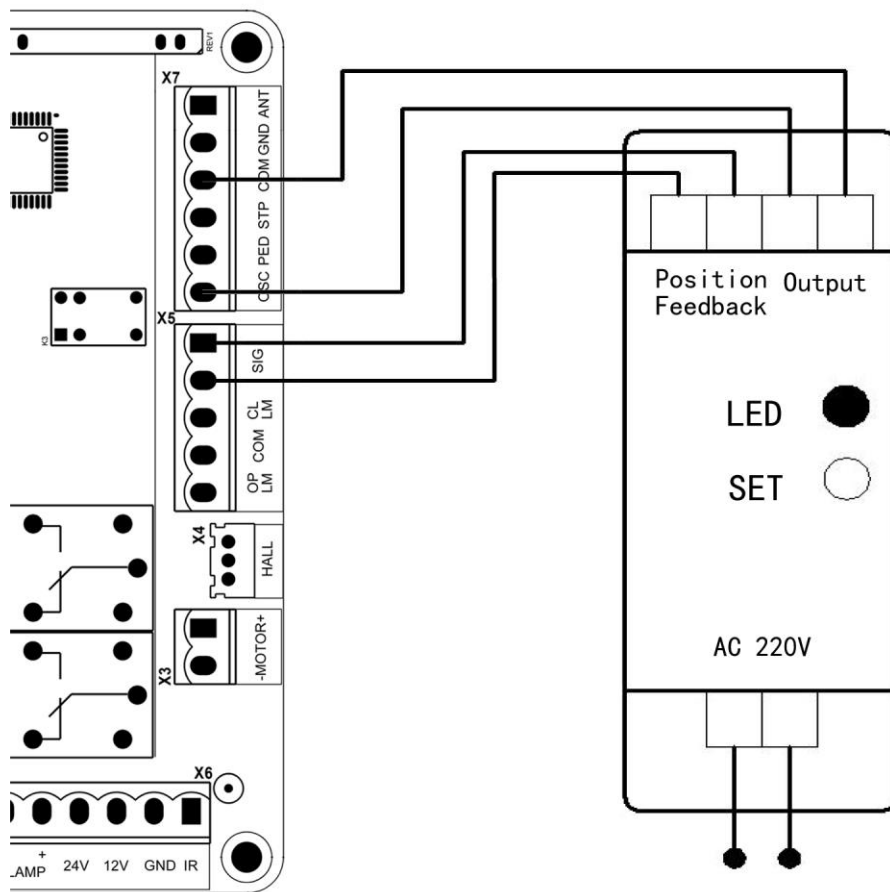 REV1
X7
OSC PED STP COM GND ANT
X5
SIG
CL
LM
COM
OP
LM
K3
X4
HALL
X3
-MOTOR+
X6
LAMP + 24V 12V GND IR
Position Output
Feedback
LED
SET
AC 220V